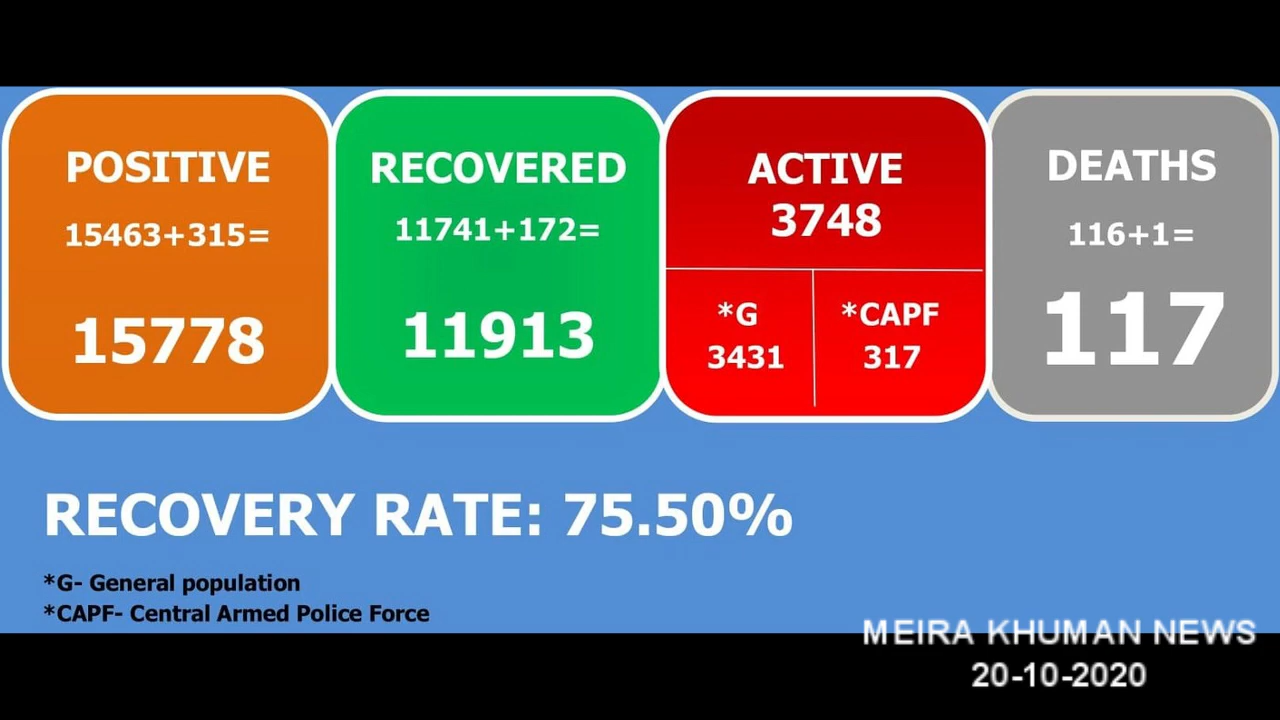 POSITIVE
15463+315=
15778
RECOVERED
11741+172=
11913
ACTIVE
3748
*G
3431
*CAPF
317
DEATHS
116+1=
117
RECOVERY RATE: 75.50%
*G- General population
*CAPF- Central Armed Police Force
MEIRA KHUMAN NEWS
20-10-2020